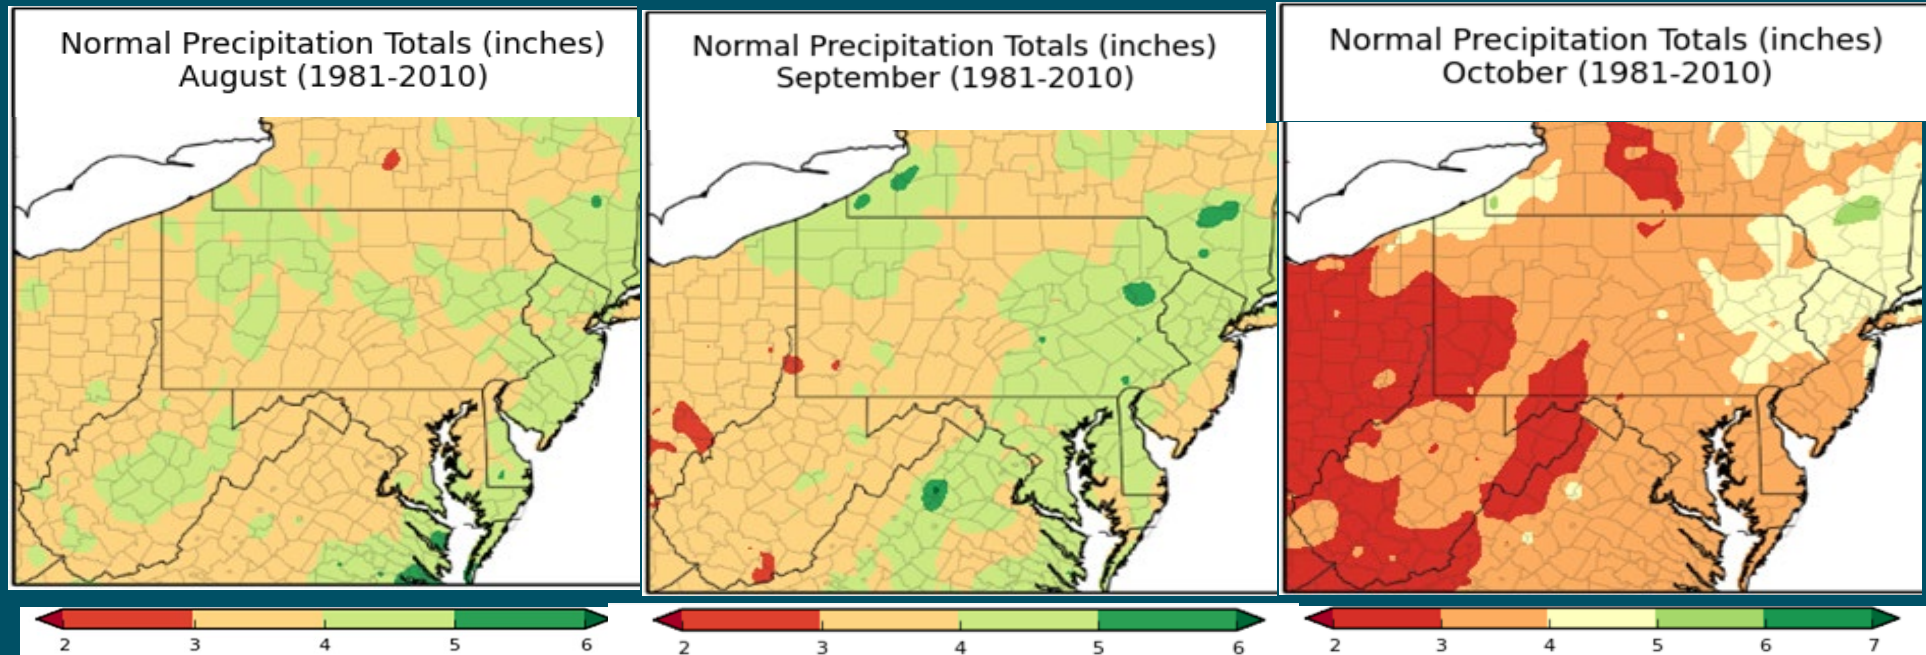 Normal Precipitation Totals (inches)
August (1981-2010)
2 3 4 5 6
Normal Precipitation Totals (inches)
September (1981-2010)
2 3 4 5 6
Normal Precipitation Totals (inches)
October (1981-2010)
2 3 4 5 6 7